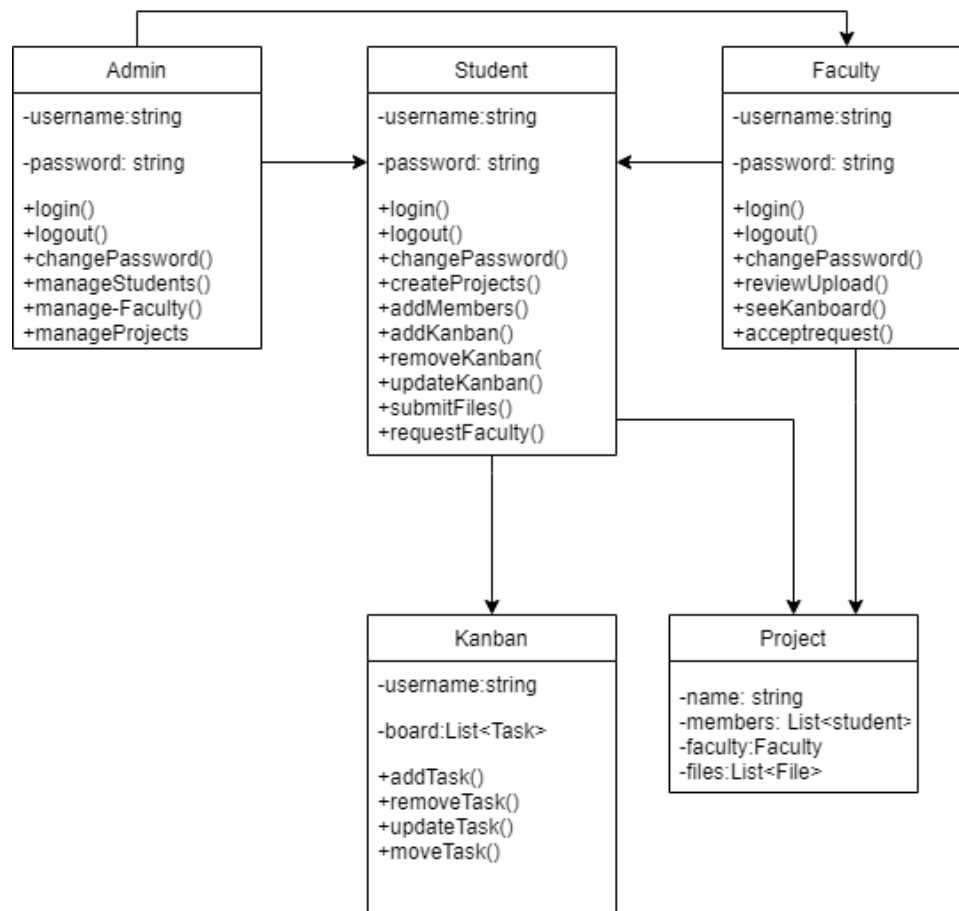 Admin
-username:string
-password: string
+login()
+logout()
+changePassword()
+manageStudents()
+manage-Faculty()
+manageProjects
Student
-username:string
-password: string
+login()
+logout()
+changePassword()
+createProjects()
+addMembers()
+addKanban()
+removeKanban(
+updateKanban()
+submitFiles()
+requestFaculty()
Faculty
-username:string
-password: string
+login()
+logout()
+changePassword()
+reviewUpload()
+seeKanboard()
+acceptrequest()
Kanban
-username:string
-board:List<Task>
+addTask()
+removeTask()
+updateTask()
+moveTask()
Project
-name: string
-members: List<student>
-faculty:Faculty
-files:List<File>